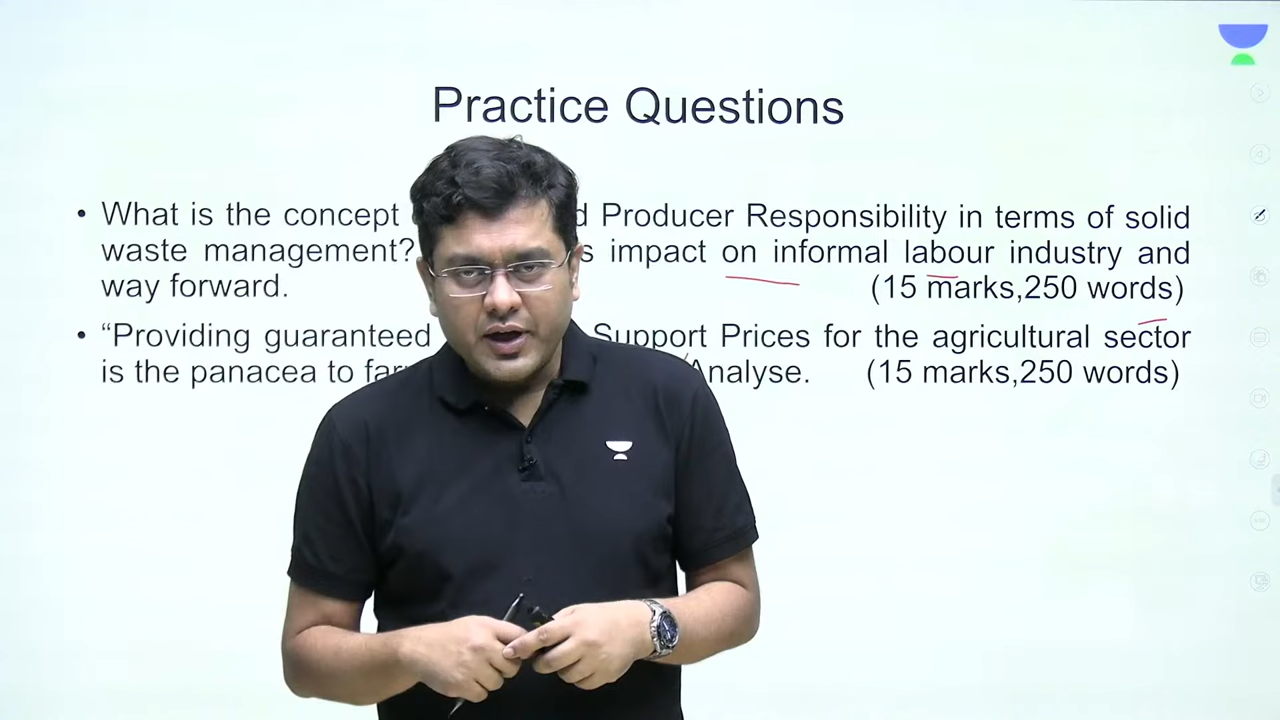 Practice Questions
• What is the concept d Producer Responsibility in terms of solid
waste management? s impact on informal labour industry and
way forward. (15 marks,250 words)
• “Providing guaranteed Support Prices for the agricultural sector
is the panacea to far Analyse. (15 marks,250 words)